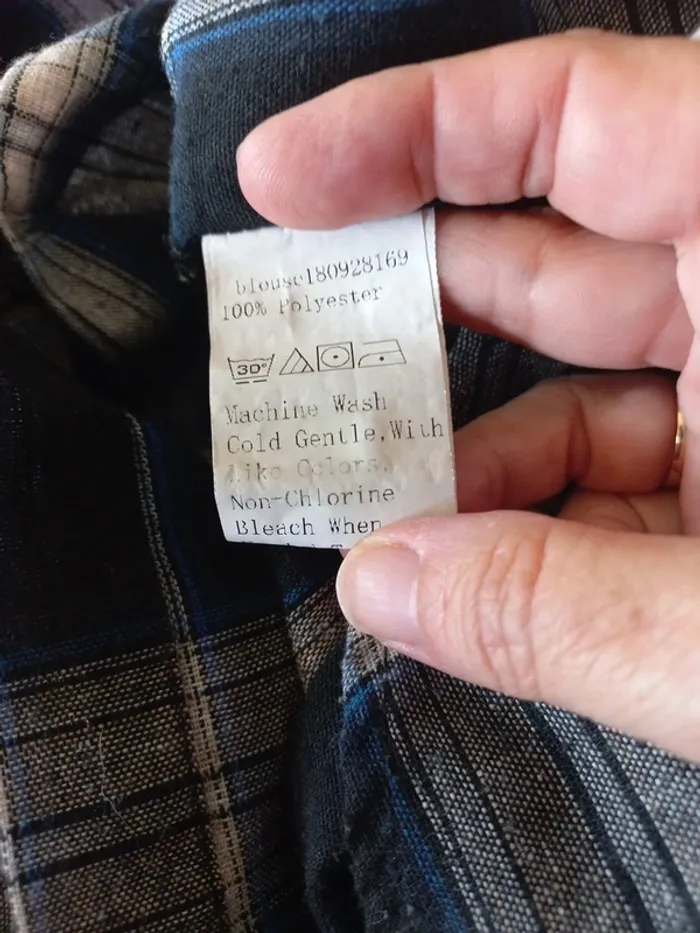 blouse180928169
100% Polyester
30°
Machine Wash
Cold Gentle,With
Like Colors.
Non-Chlorine
Bleach When